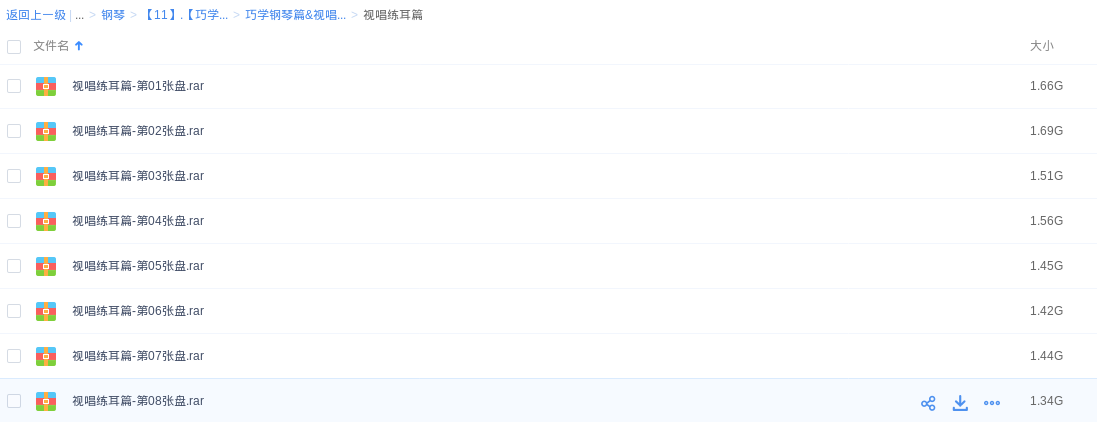 返回上一级 | ... > 钢琴 > 【11】.【巧学... > 巧学钢琴篇&视唱... > 视唱练耳篇
文件名 大小
视唱练耳篇-第01张盘.rar 1.66G
视唱练耳篇-第02张盘.rar 1.69G
视唱练耳篇-第03张盘.rar 1.51G
视唱练耳篇-第04张盘.rar 1.56G
视唱练耳篇-第05张盘.rar 1.45G
视唱练耳篇-第06张盘.rar 1.42G
视唱练耳篇-第07张盘.rar 1.44G
视唱练耳篇-第08张盘.rar 1.34G